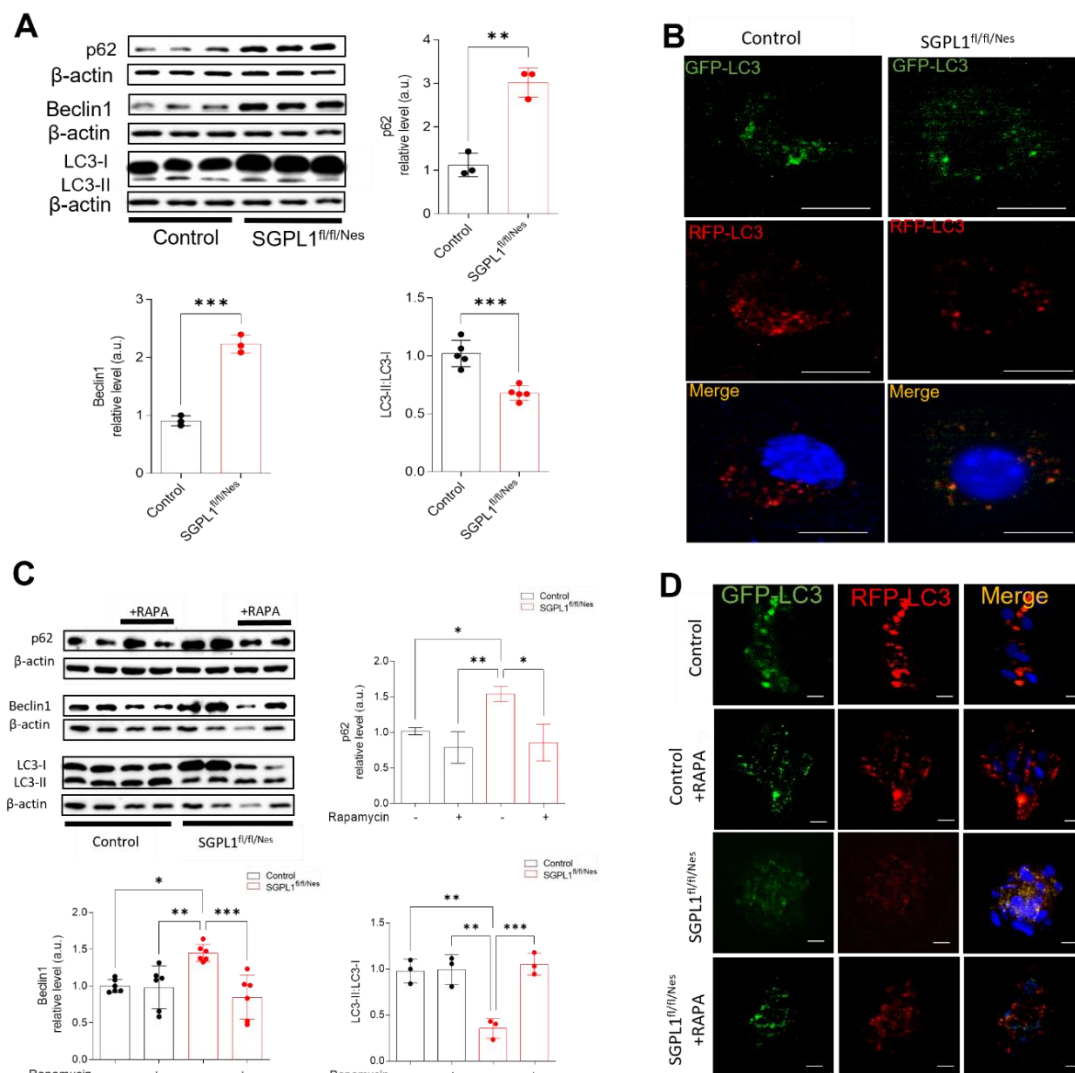 A
p62
β-actin
Beclin1
β-actin
LC3-I
LC3-II
β-actin
Control SGPL1fl/fl/Nes
**
4
3
2
1
0
p62
relative level (a.u.)
Control
SGPL1fl/fl/Nes
***
3
2
1
0
Beclin1
relative level (a.u.)
Control
SGPL1fl/fl/Nes
***
1.5
1.0
0.5
0.0
LC3-II:LC3-I
Control
SGPL1fl/fl/Nes
B
Control SGPL1fl/fl/Nes
GFP-LC3 GFP-LC3
RFP-LC3 RFP-LC3
Merge Merge
C
+RAPA +RAPA
p62
β-actin
Beclin1
β-actin
LC3-I
LC3-II
β-actin
Control SGPL1fl/fl/Nes
Control
SGPL1fl/fl/Nes
*
** *
2.0
1.5
1.0
0.5
0.0
p62
relative level (a.u.)
Rapamycin - + - +
Control
SGPL1fl/fl/Nes
*
** ***
2.0
1.5
1.0
0.5
0.0
Beclin1
relative level (a.u.)
Control
SGPL1fl/fl/Nes
**
** ***
1.5
1.0
0.5
0.0
LC3-II:LC3-I
D
GFP-LC3 RFP-LC3 Merge
Control
Control
+RAPA
SGPL1fl/fl/Nes
SGPL1fl/fl/Nes
+RAPA